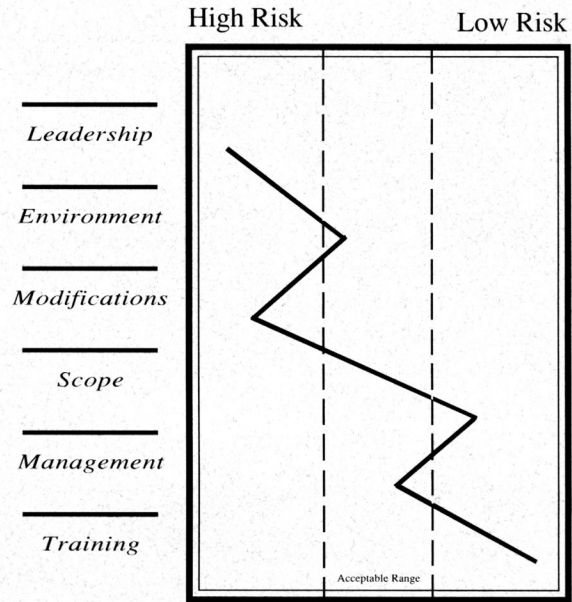 High Risk
Low Risk
Leadership
Environment
Modifications
Scope
Management
Training
Acceptable Range